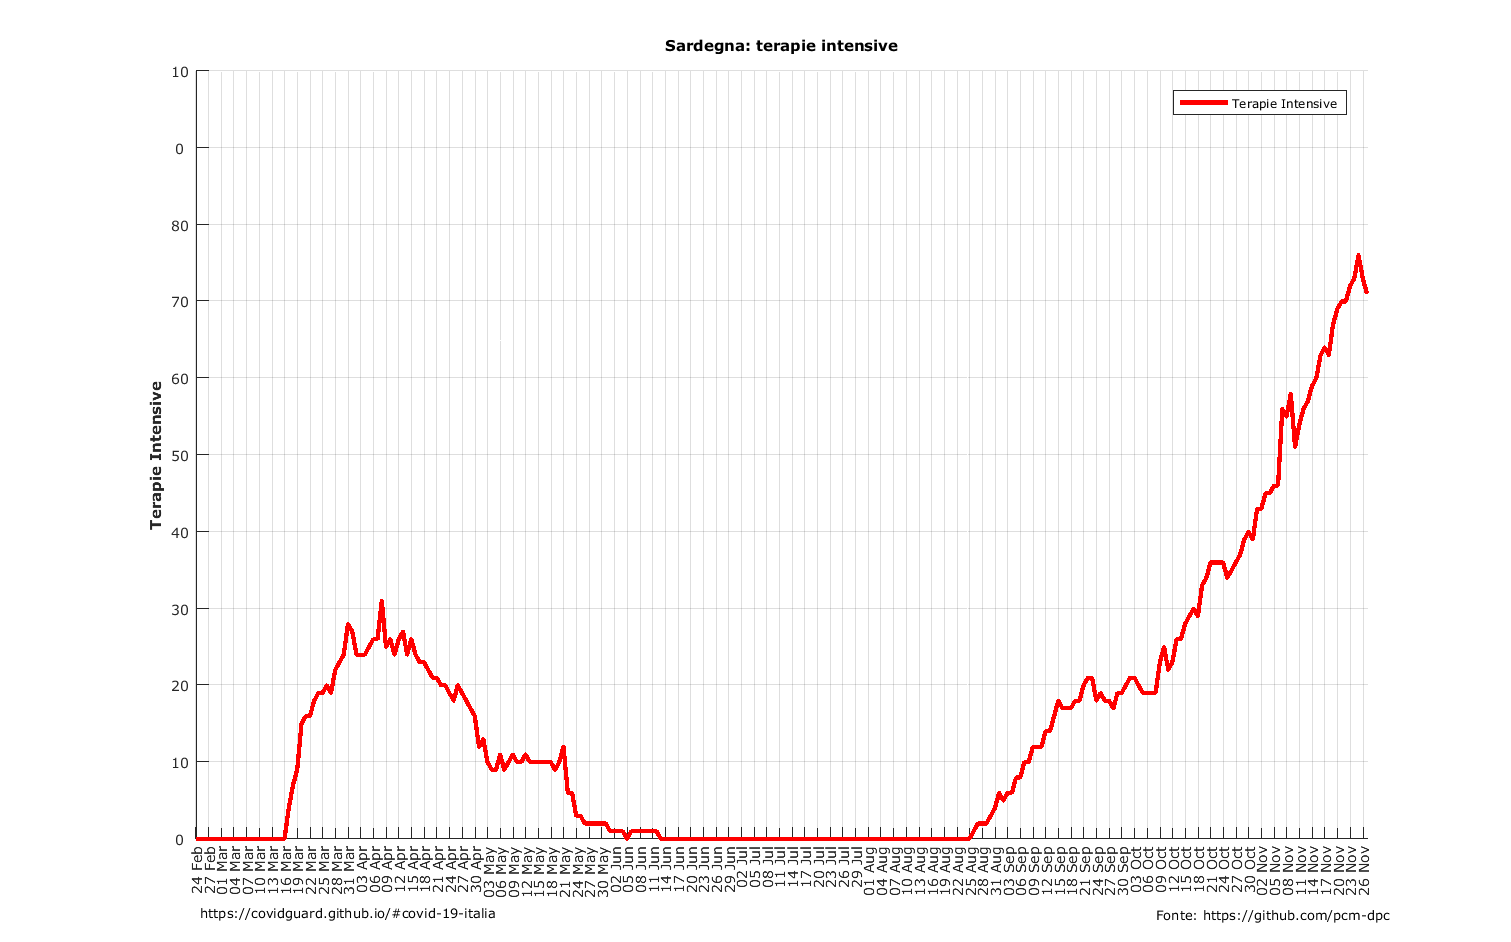 Sardegna: terapie intensive
Terapie Intensive
10
0
80
70
60
50
40
30
20
10
0
Terapie Intensive
24 Feb
27 Feb
01 Mar
04 Mar
07 Mar
10 Mar
13 Mar
16 Mar
19 Mar
22 Mar
25 Mar
28 Mar
31 Mar
03 Apr
06 Apr
09 Apr
12 Apr
15 Apr
18 Apr
21 Apr
24 Apr
27 Apr
30 Apr
03 May
06 May
09 May
12 May
15 May
18 May
21 May
24 May
27 May
30 May
02 Jun
05 Jun
08 Jun
11 Jun
14 Jun
17 Jun
20 Jun
23 Jun
26 Jun
29 Jun
02 Jul
05 Jul
08 Jul
11 Jul
14 Jul
17 Jul
20 Jul
23 Jul
26 Jul
29 Jul
01 Aug
04 Aug
07 Aug
10 Aug
13 Aug
16 Aug
19 Aug
22 Aug
25 Aug
28 Aug
31 Aug
03 Sep
06 Sep
09 Sep
12 Sep
15 Sep
18 Sep
21 Sep
24 Sep
27 Sep
30 Sep
03 Oct
06 Oct
09 Oct
12 Oct
15 Oct
18 Oct
21 Oct
24 Oct
27 Oct
30 Oct
02 Nov
05 Nov
08 Nov
11 Nov
14 Nov
17 Nov
20 Nov
23 Nov
26 Nov
https://covidguard.github.io/#covid-19-italia
Fonte: https://github.com/pcm-dpc